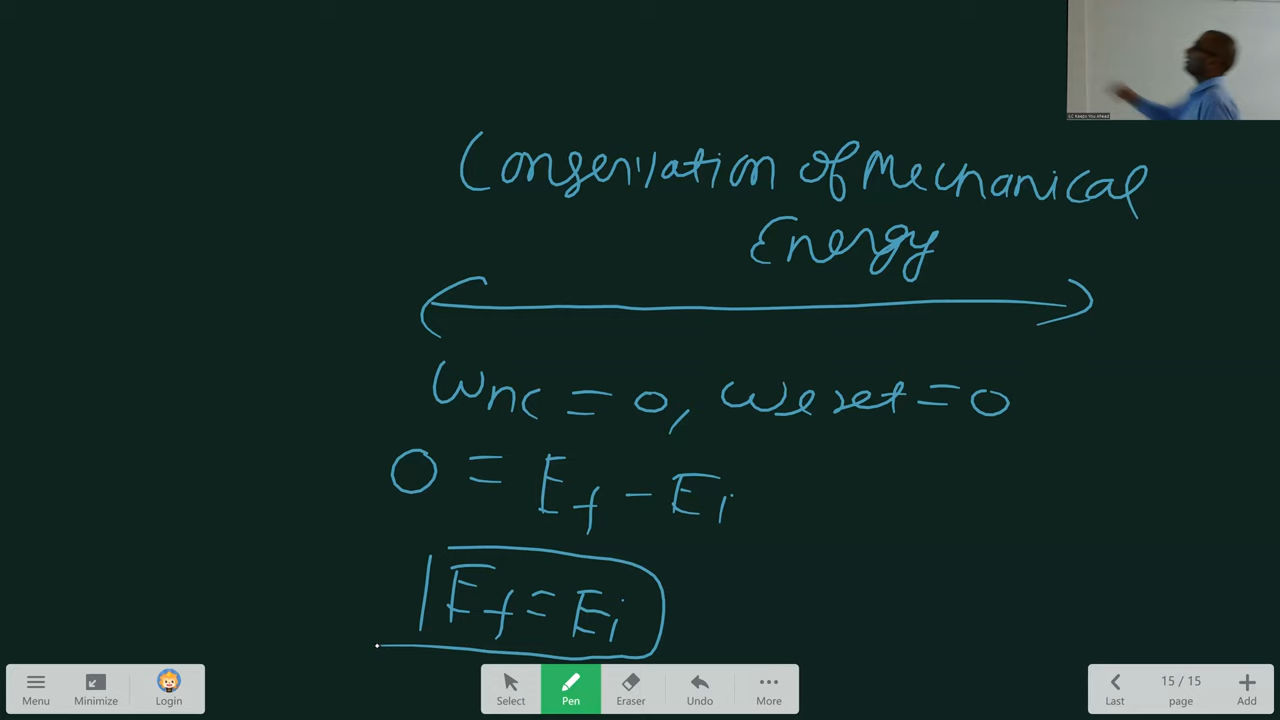 Conservation of Mechanical
Energy
Wnc = 0, Wext = 0
0 = Ef - Ei
Ef = Ei
Menu
Minimize
Login
Select
Pen
Eraser
Undo
More
Last
15 / 15
page
Add